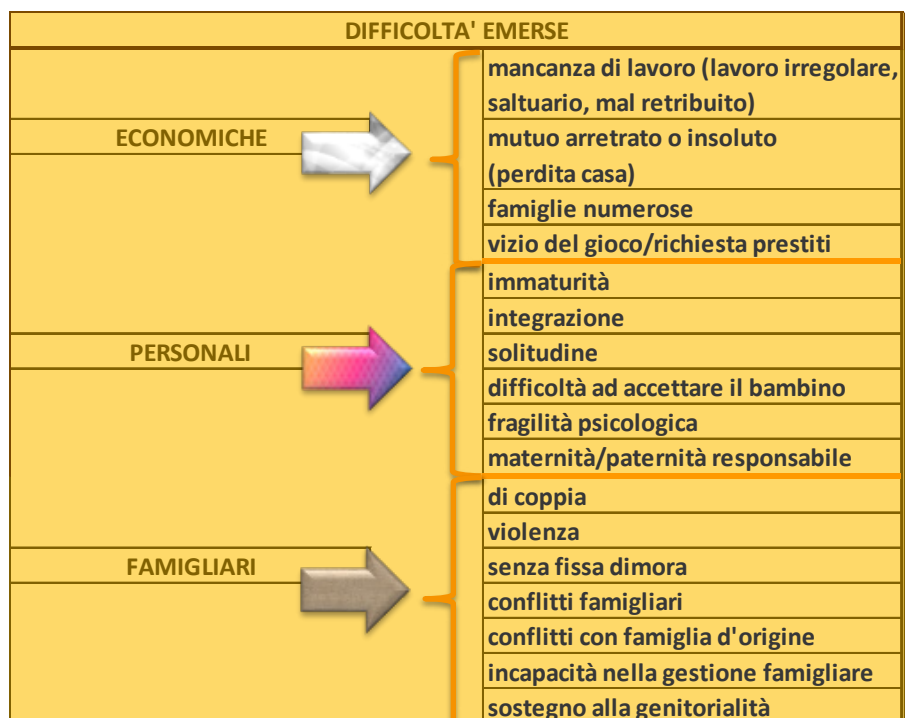 DIFFICOLTA' EMERSE
ECONOMICHE
mancanza di lavoro (lavoro irregolare,
saltuario, mal retribuito)
mutuo arretrato o insoluto
(perdita casa)
famiglie numerose
vizio del gioco/richiesta prestiti
PERSONALI
immaturità
integrazione
solitudine
difficoltà ad accettare il bambino
fragilità psicologica
maternità/paternità responsabile
FAMIGLIARI
di coppia
violenza
senza fissa dimora
conflitti famigliari
conflitti con famiglia d'origine
incapacità nella gestione famigliare
sostegno alla genitorialità